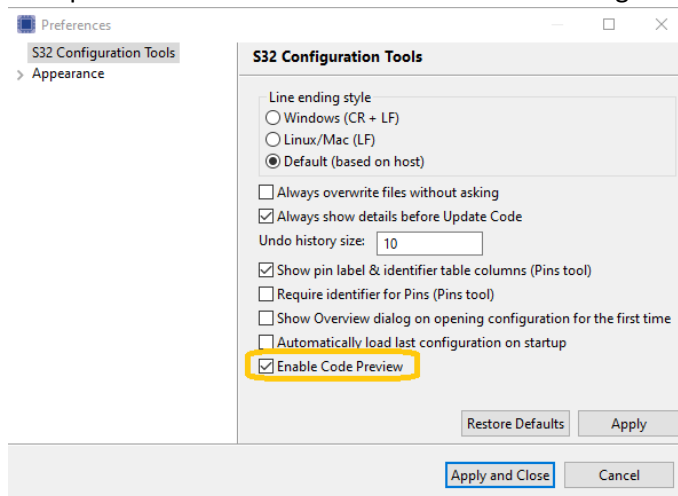 Preferences
S32 Configuration Tools
Appearance
S32 Configuration Tools
Line ending style
Windows (CR + LF)
Linux/Mac (LF)
Default (based on host)
Always overwrite files without asking
Always show details before Update Code
Undo history size: 10
Show pin label & identifier table columns (Pins tool)
Require identifier for Pins (Pins tool)
Show Overview dialog on opening configuration for the first time
Automatically load last configuration on startup
Enable Code Preview
Restore Defaults Apply
Apply and Close Cancel